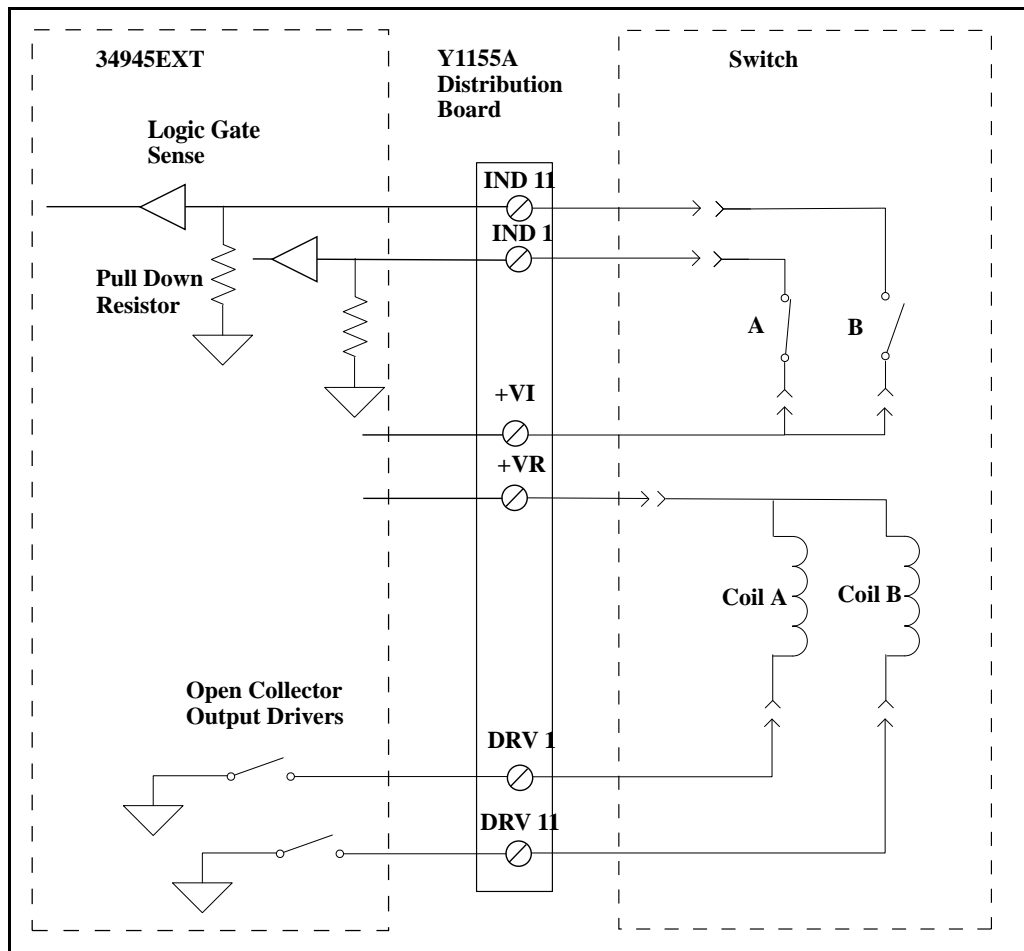 34945EXT
Y1155A
Distribution
Board
Switch
Logic Gate
Sense
IND 11
IND 1
Pull Down
Resistor
A
B
+VI
+VR
Coil A
Coil B
Open Collector
Output Drivers
DRV 1
DRV 11